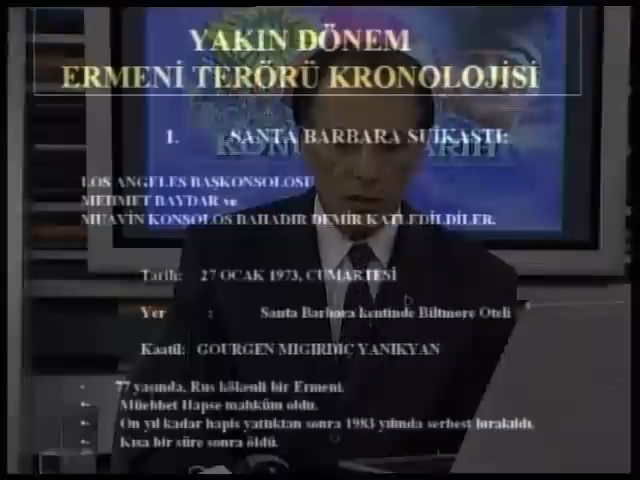 YAKIN DÖNEM
ERMENİ TERÖRÜ KRONOLOJİSİ
1. SANTA BARBARA SUİKASTI:
LOS ANGELES BAŞKONSOLOSU
MEHMET BAYDAR ve
MUAVİN KONSOLOS BAHADIR DEMİR KATLEDİLDİLER.
Tarih: 27 OCAK 1973, CUMARTESİ
Yer : Santa Barbara kentinde Biltmore Oteli
Kaatil: GOURGEN MIGIRDIÇ YANIKYAN
77 yaşında, Rus kökenli bir Ermeni.
Müebbet Hapse mahküm oldu.
On yıl kadar hapis yattıktan sonra 1983 yılında serbest bırakıldı.
Kısa bir süre sonra öldü.